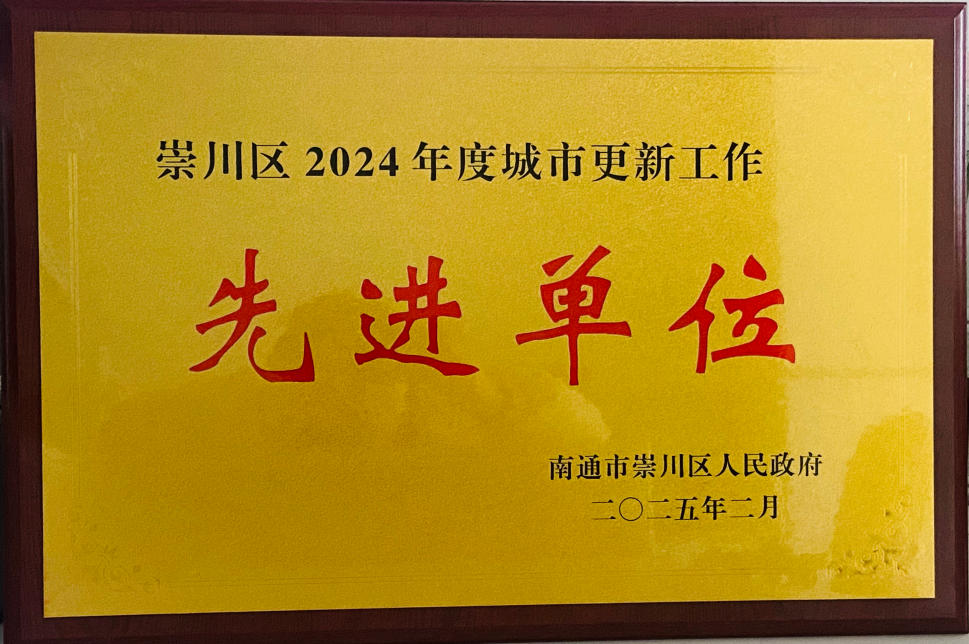 崇川区 2024 年度城市更新工作
先进单位
南通市崇川区人民政府
二〇二五年二月